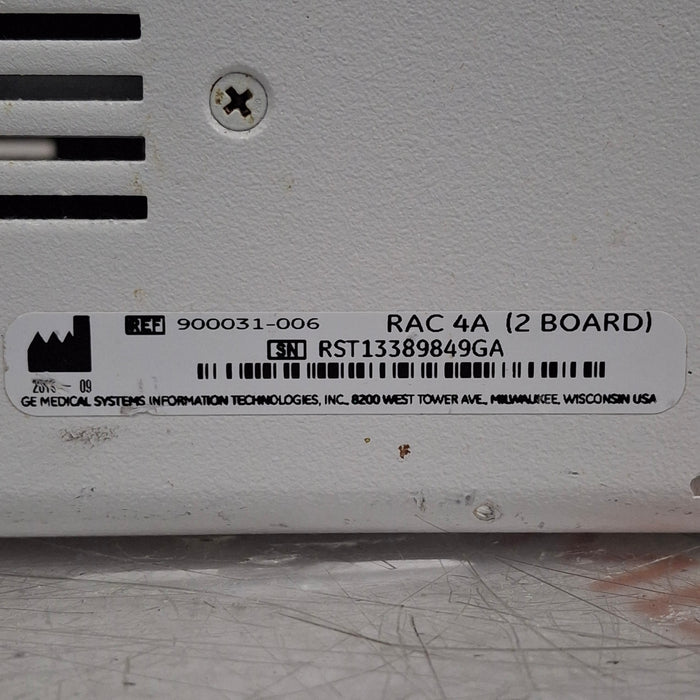 REF 900031-006 RAC 4A (2 BOARD)
SN RST13389849GA
09
GE MEDICAL SYSTEMS INFORMATION TECHNOLOGIES, INC., 8200 WEST TOWER AVE., MILWAUKEE, WISCONSIN USA